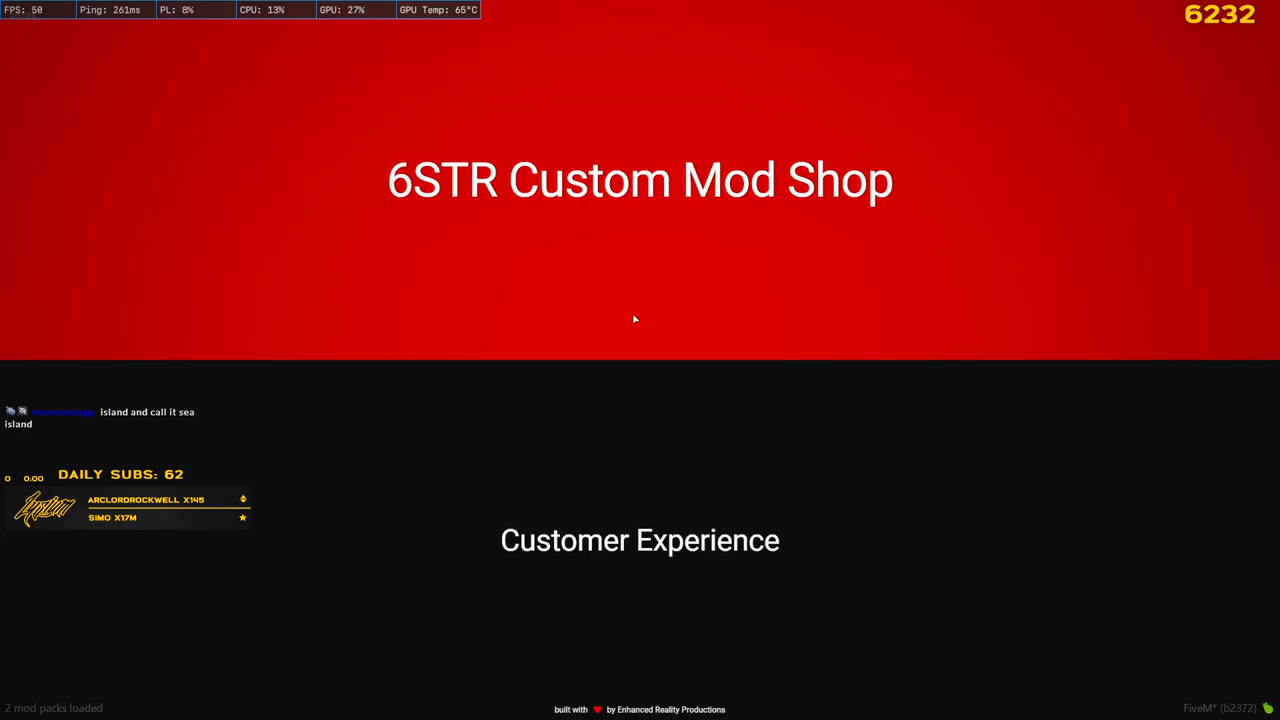 FPS: 50 Ping: 261ms PL: 8% CPU: 13% GPU: 27% GPU Temp: 65°C
6232
6STR Custom Mod Shop
island and call it sea
island
0 0.00 DAILY SUBS: 62
ARCLORDROCKWELL X145
SIMO X17M
Customer Experience
2 mod packs loaded
built with ❤ by Enhanced Reality Productions
FiveM* (b2372)